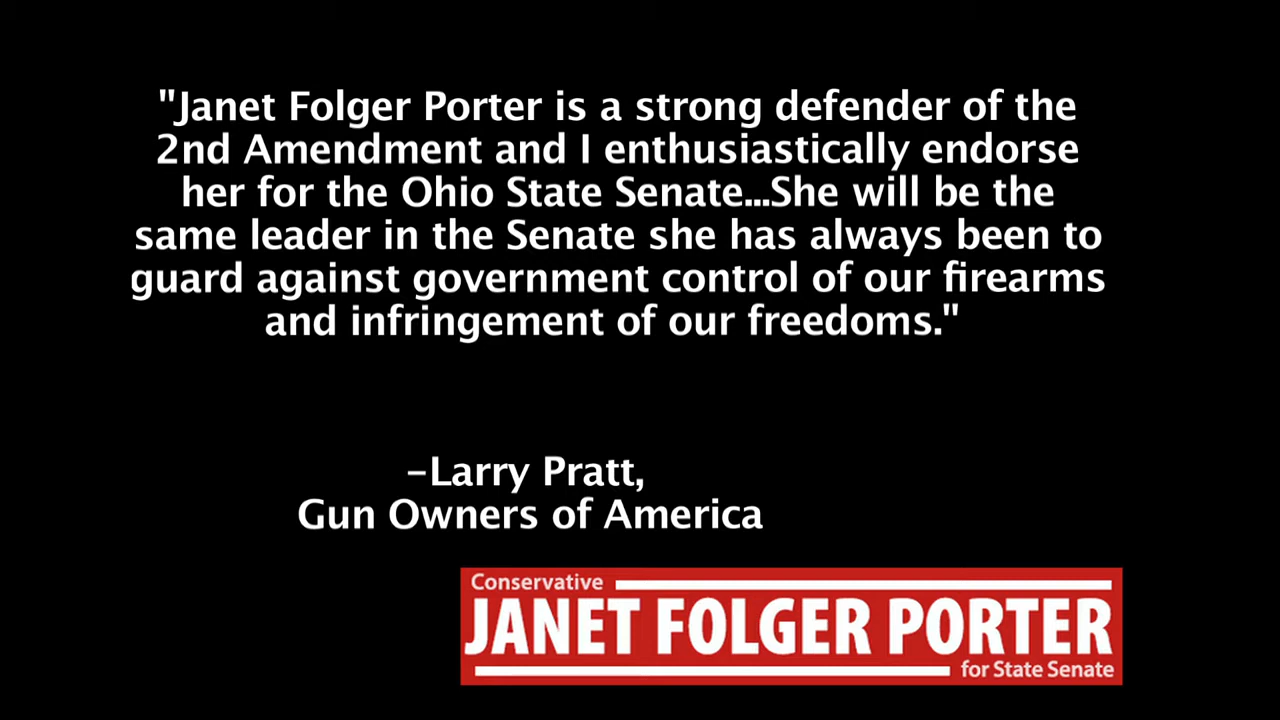 "Janet Folger Porter is a strong defender of the
2nd Amendment and I enthusiastically endorse
her for the Ohio State Senate...She will be the
same leader in the Senate she has always been to
guard against government control of our firearms
and infringement of our freedoms."
–Larry Pratt,
Gun Owners of America
Conservative
JANET FOLGER PORTER
for State Senate